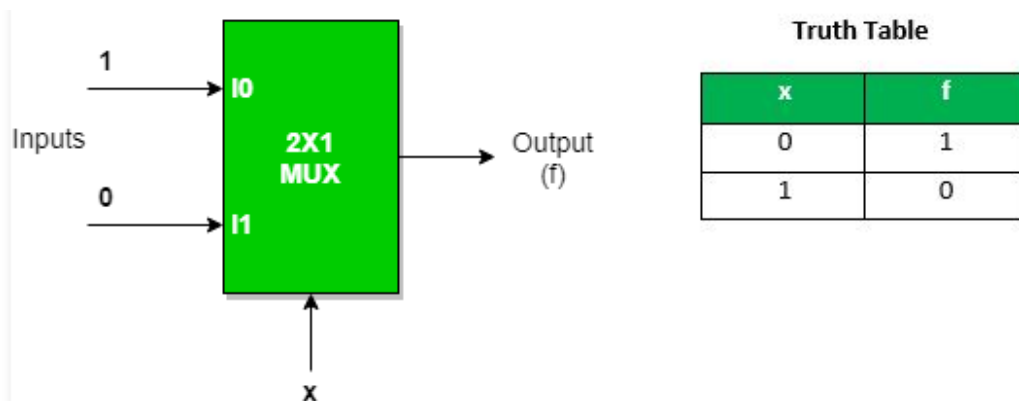 1
I0
Inputs
2X1
MUX
Output
(f)
0
I1
x
Truth Table
x f
0 1
1 0